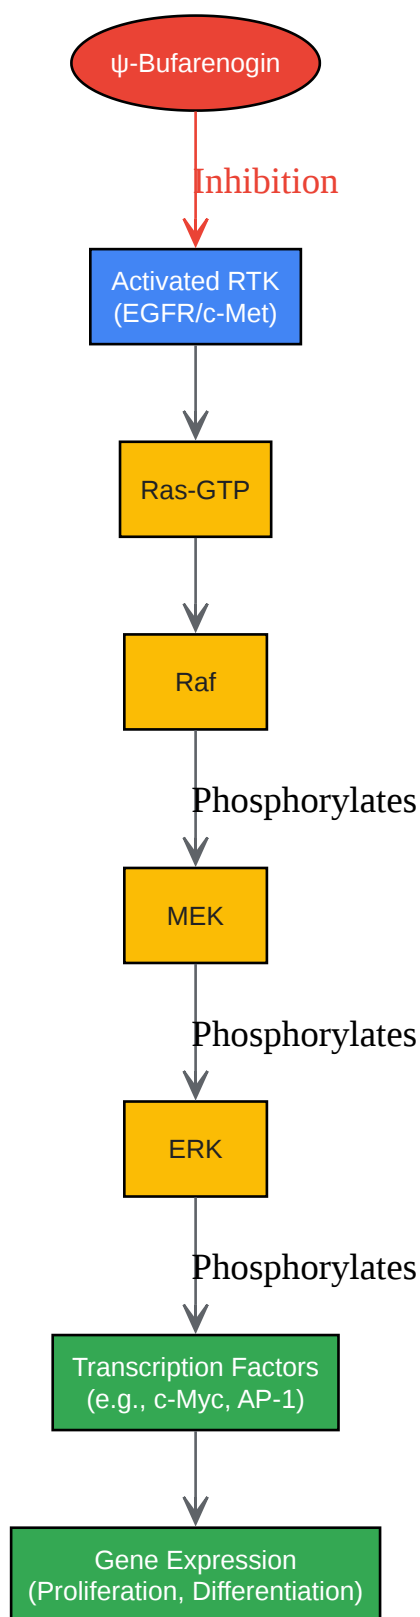 ψ-Bufarenogin
Inhibition
Activated RTK
(EGFR/c-Met)
Ras-GTP
Raf
Phosphorylates
MEK
Phosphorylates
ERK
Phosphorylates
Transcription Factors
(e.g., c-Myc, AP-1)
Gene Expression
(Proliferation, Differentiation)